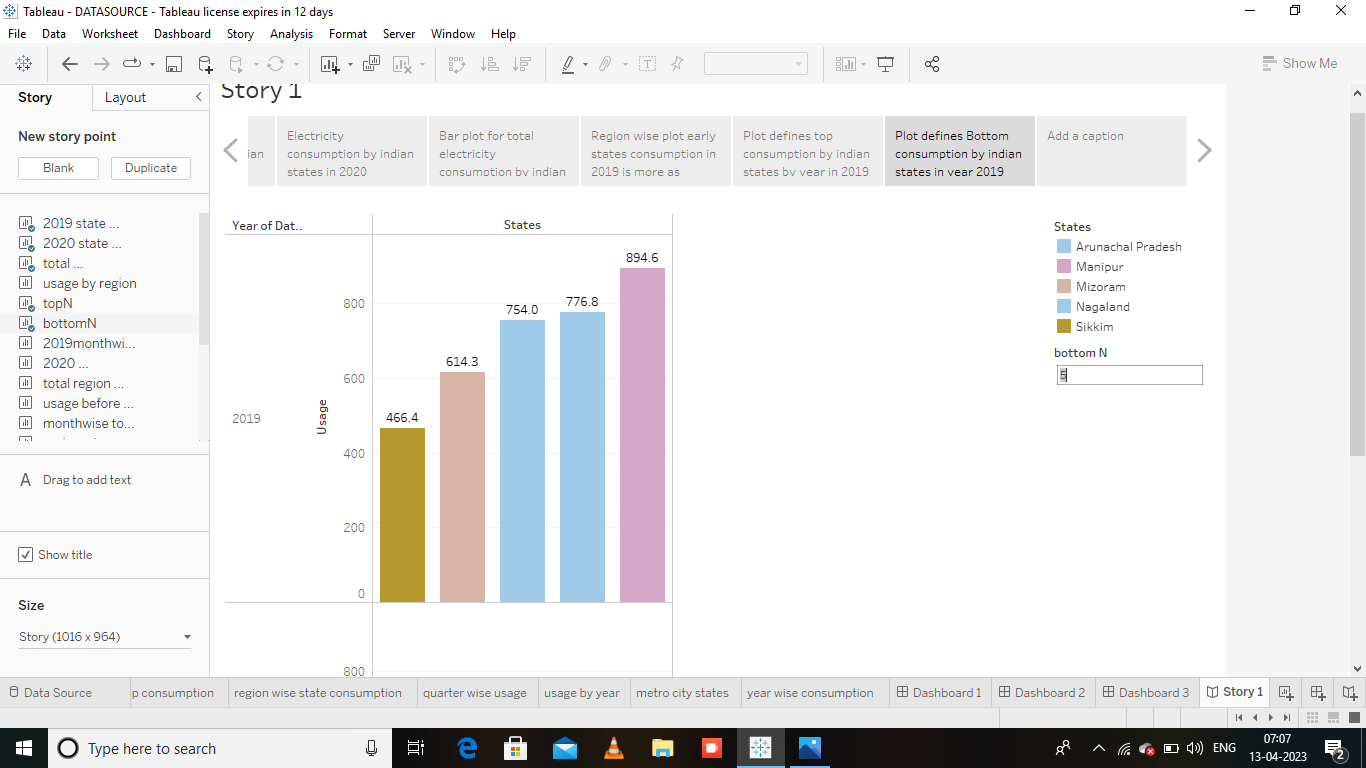 Tableau - DATASOURCE - Tableau license expires in 12 days
File Data Worksheet Dashboard Story Analysis Format Server Window Help
Show Me
Story Layout
New story point
Blank Duplicate
2019 state ...
2020 state ...
total ...
usage by region
topN
bottomN
2019monthwi...
2020 ...
total region ...
usage before ...
monthwise to...
A Drag to add text
Show title
Size
Story (1016 x 964)
Story 1
ian
Electricity
consumption by indian
states in 2020
Bar plot for total
electricity
consumption by indian
Region wise plot early
states consumption in
2019 is more as
Plot defines top
consumption by indian
states by year in 2019
Plot defines Bottom
consumption by indian
states in year 2019
Add a caption
Year of Dat.. States
894.6
800
754.0 776.8
614.3
600
466.4
2019
Usage
400
200
0
800
States
Arunachal Pradesh
Manipur
Mizoram
Nagaland
Sikkim
bottom N
5
Data Source p consumption region wise state consumption quarter wise usage usage by year metro city states year wise consumption Dashboard 1 Dashboard 2 Dashboard 3 Story 1
Type here to search
ENG
07:07
13-04-2023
2